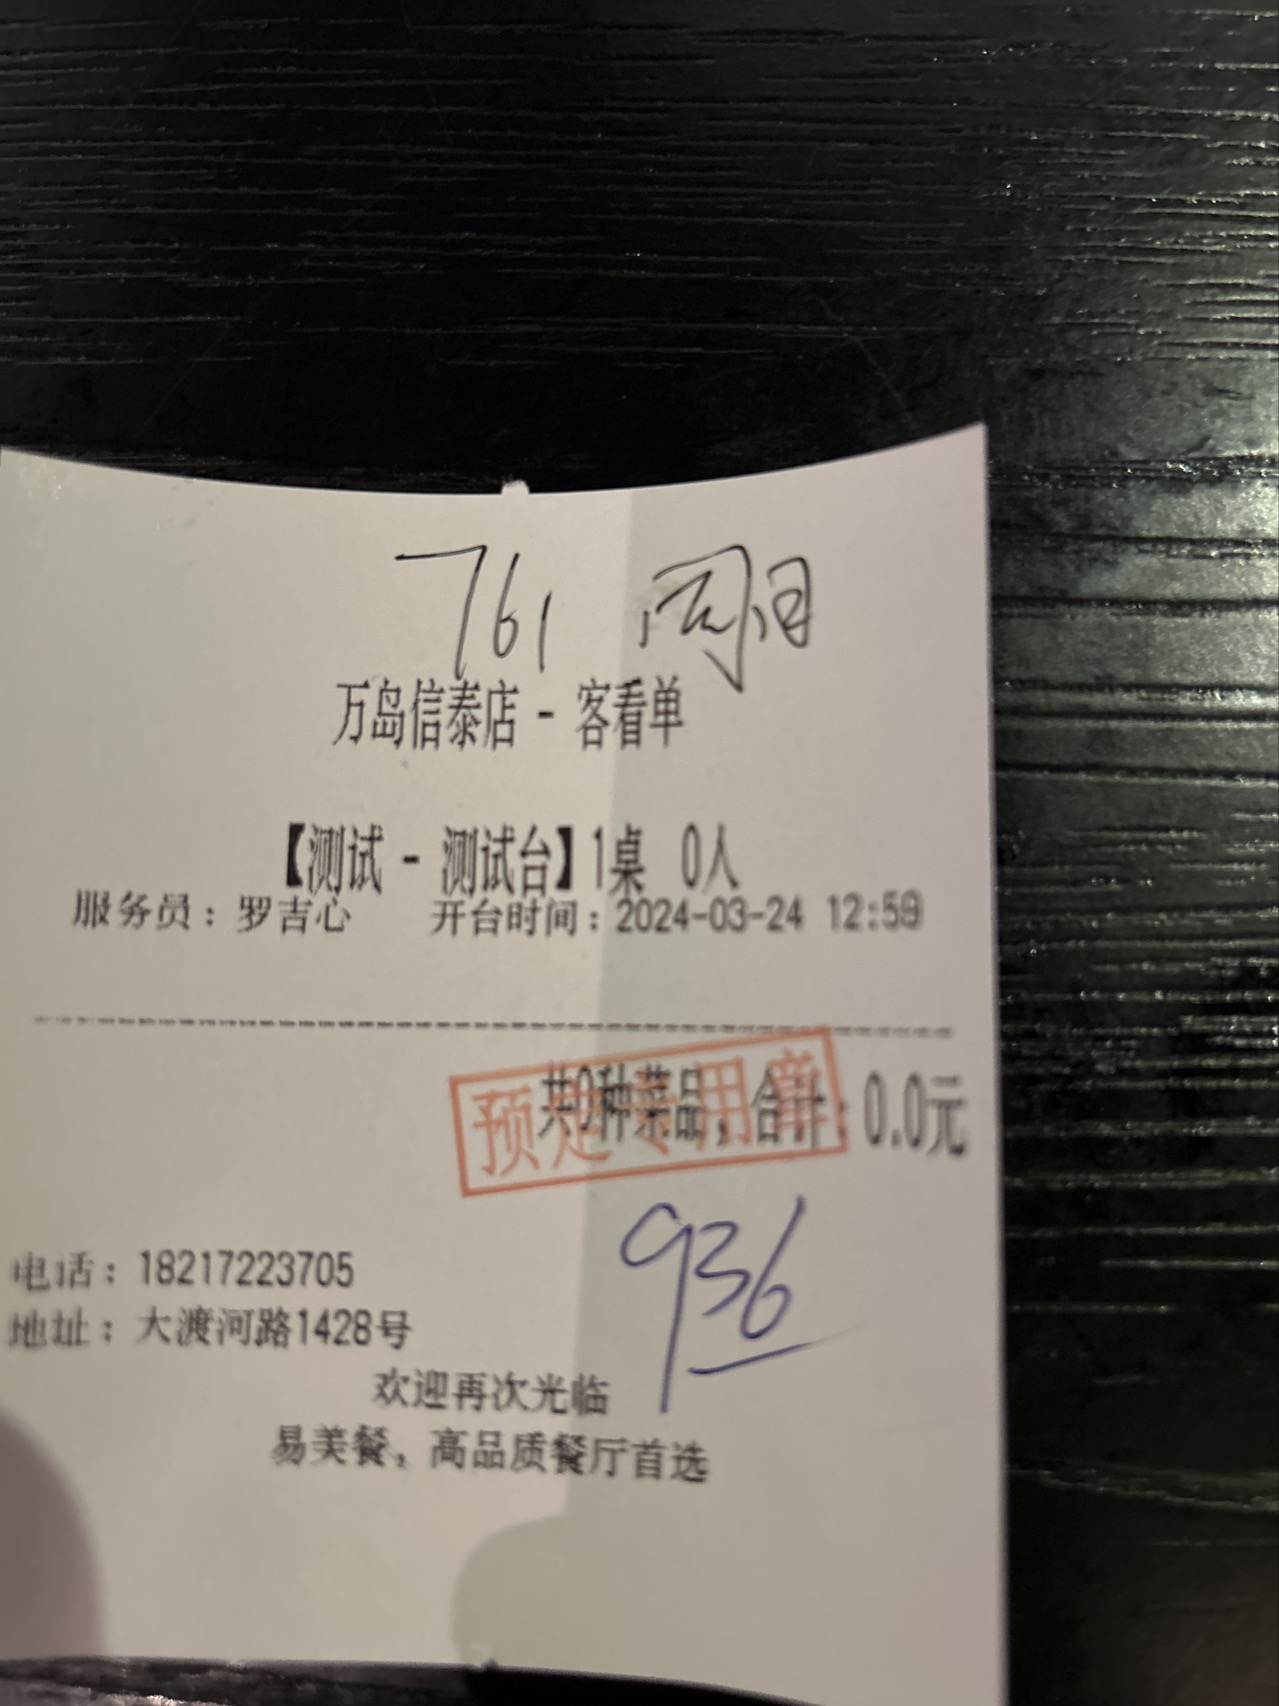 761
万岛信泰店 - 客看单
【测试 - 测试台】1桌 0人
服务员：罗吉心 开台时间：2024-03-24 12:59
共0种菜品，合计：0.0元
预定专用章
936
电话：18217223705
地址：大渡河路1428号
欢迎再次光临
易美餐，高品质餐厅首选